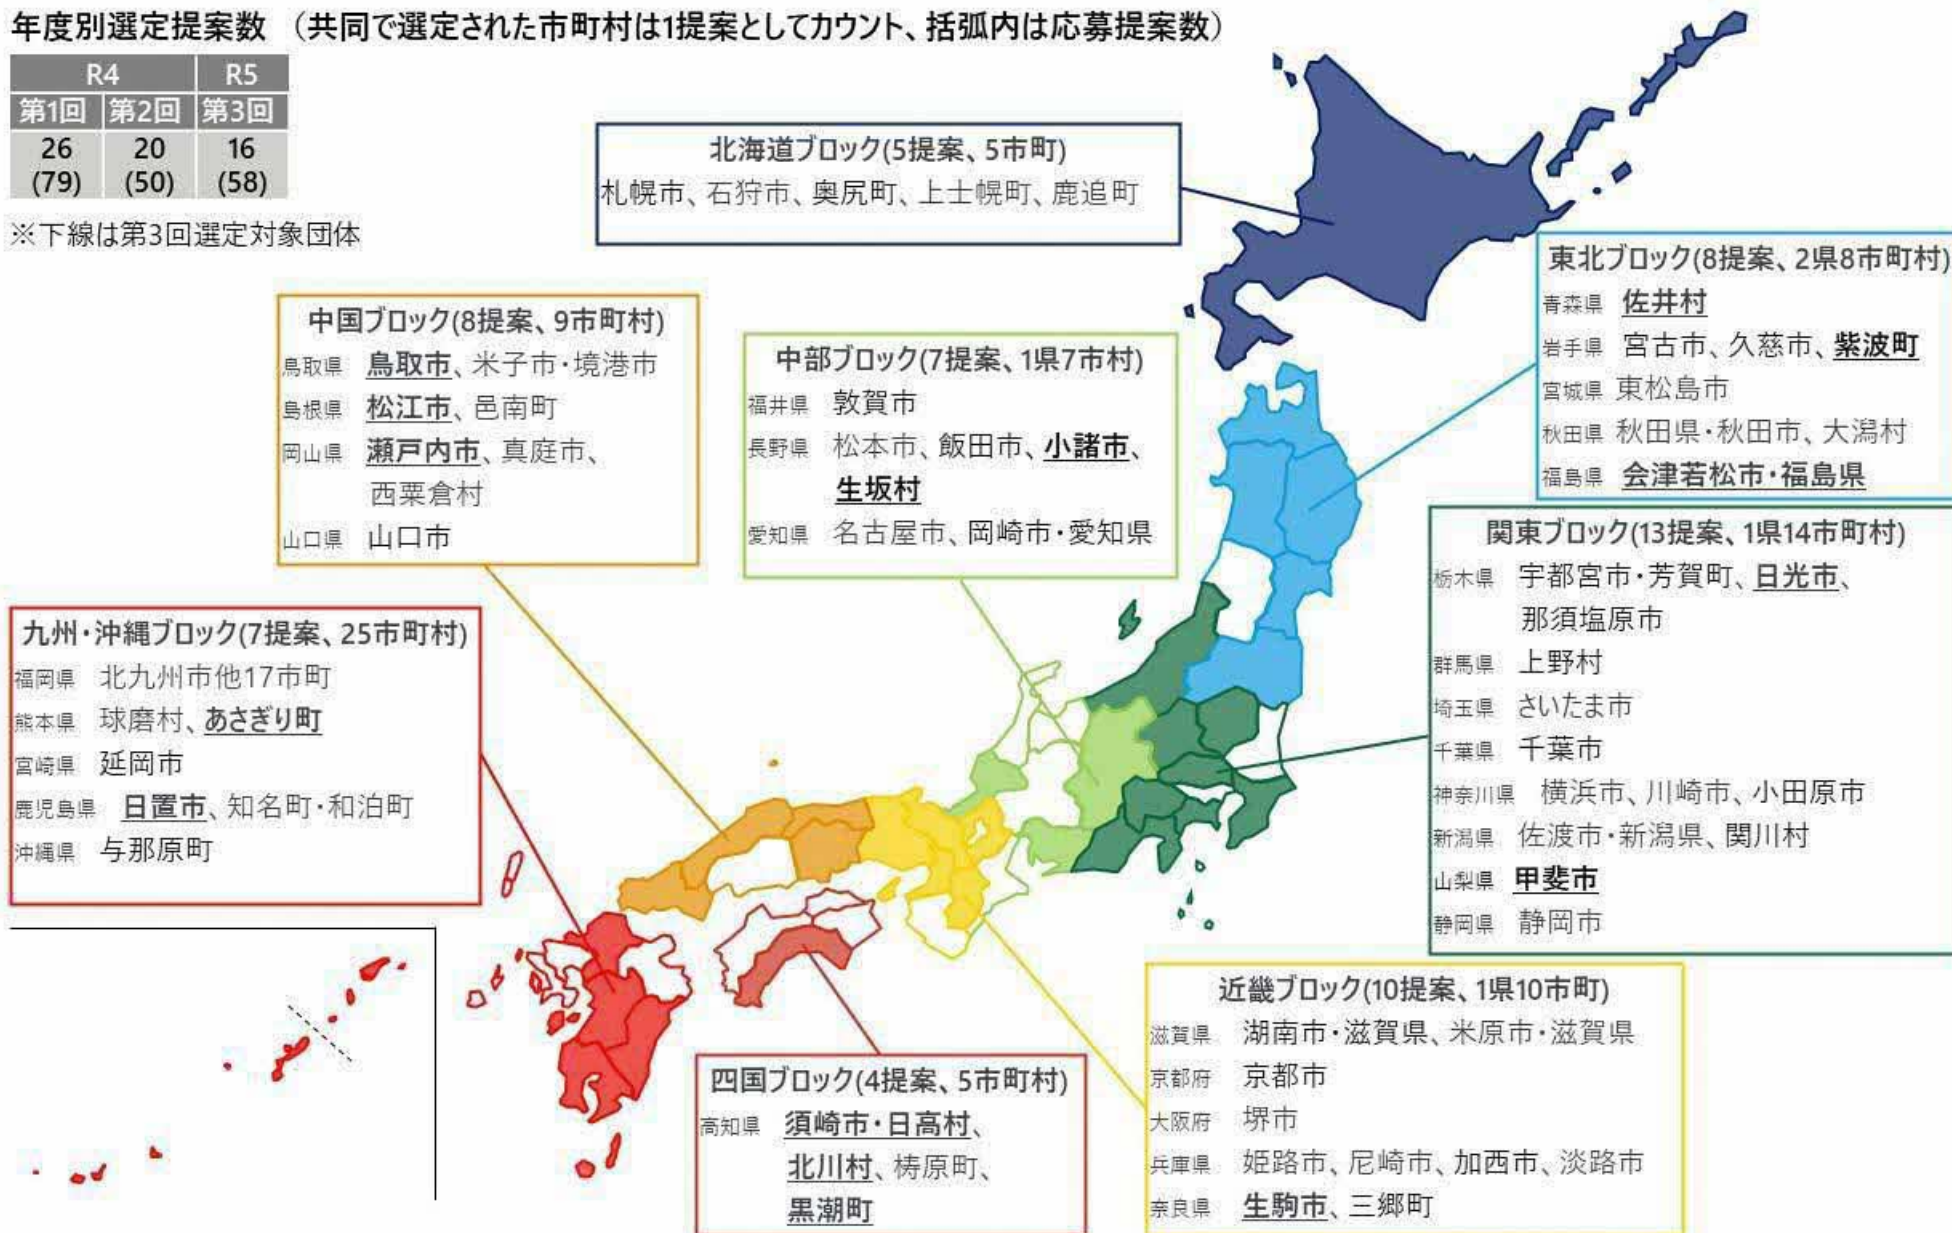 年度別選定提案数 （共同で選定された市町村は1提案としてカウント、括弧内は応募提案数）
R4 R5
第1回 第2回 第3回
26 20 16
(79) (50) (58)
※下線は第3回選定対象団体
北海道ブロック(5提案、5市町)
札幌市、石狩市、奥尻町、上士幌町、鹿追町
東北ブロック(8提案、2県8市町村)
青森県 佐井村
岩手県 宮古市、久慈市、紫波町
宮城県 東松島市
秋田県 秋田県・秋田市、大潟村
福島県 会津若松市・福島県
中国ブロック(8提案、9市町村)
鳥取県 鳥取市、米子市・境港市
島根県 松江市、邑南町
岡山県 瀬戸内市、真庭市、
西粟倉村
山口県 山口市
中部ブロック(7提案、1県7市村)
福井県 敦賀市
長野県 松本市、飯田市、小諸市、
生坂村
愛知県 名古屋市、岡崎市・愛知県
関東ブロック(13提案、1県14市町村)
栃木県 宇都宮市・芳賀町、日光市、
那須塩原市
群馬県 上野村
埼玉県 さいたま市
千葉県 千葉市
神奈川県 横浜市、川崎市、小田原市
新潟県 佐渡市・新潟県、関川村
山梨県 甲斐市
静岡県 静岡市
九州・沖縄ブロック(7提案、25市町村)
福岡県 北九州市他17市町
熊本県 球磨村、あさぎり町
宮崎県 延岡市
鹿児島県 日置市、知名町・和泊町
沖縄県 与那原町
四国ブロック(4提案、5市町村)
高知県 須崎市・日高村、
北川村、梼原町、
黒潮町
近畿ブロック(10提案、1県10市町)
滋賀県 湖南市・滋賀県、米原市・滋賀県
京都府 京都市
大阪府 堺市
兵庫県 姫路市、尼崎市、加西市、淡路市
奈良県 生駒市、三郷町